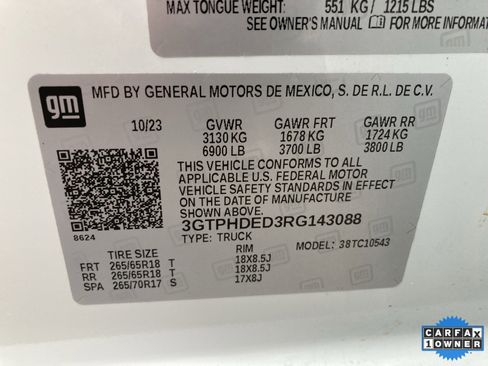 MAX TONGUE WEIGHT: 551 KG / 1215 LBS
SEE OWNER'S MANUAL FOR MORE INFORMATION
gm
MFD BY GENERAL MOTORS DE MEXICO, S. DE R.L. DE C.V.
10/23 GVWR GAWR FRT GAWR RR
3130 KG 1678 KG 1724 KG
6900 LB 3700 LB 3800 LB
THIS VEHICLE CONFORMS TO ALL
APPLICABLE U.S. FEDERAL MOTOR
VEHICLE SAFETY STANDARDS IN EFFECT
ON THE DATE OF MANUFACTURE
SHOWN ABOVE.
3GTPHDED3RG143088
8624
TYPE: TRUCK MODEL: 38TC10543
TIRE SIZE RIM
FRT 265/65R18 T 18X8.5J
RR 265/65R18 T 18X8.5J
SPA 265/70R17 S 17X8J
CARFAX
1 OWNER